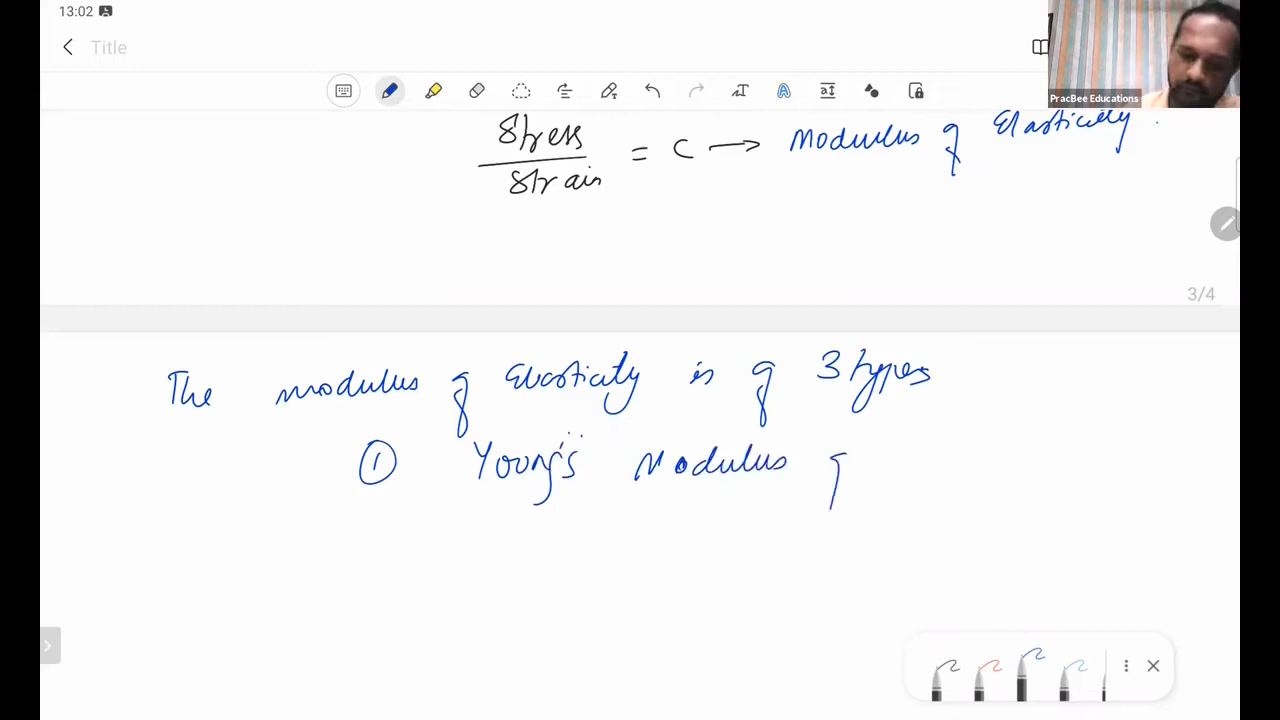 13:02
Title
PracBee Educations
Stress
Strain
= C → Modulus of Elasticity.
3/4
The modulus of Elasticity is of 3 types
① Young's Modulus